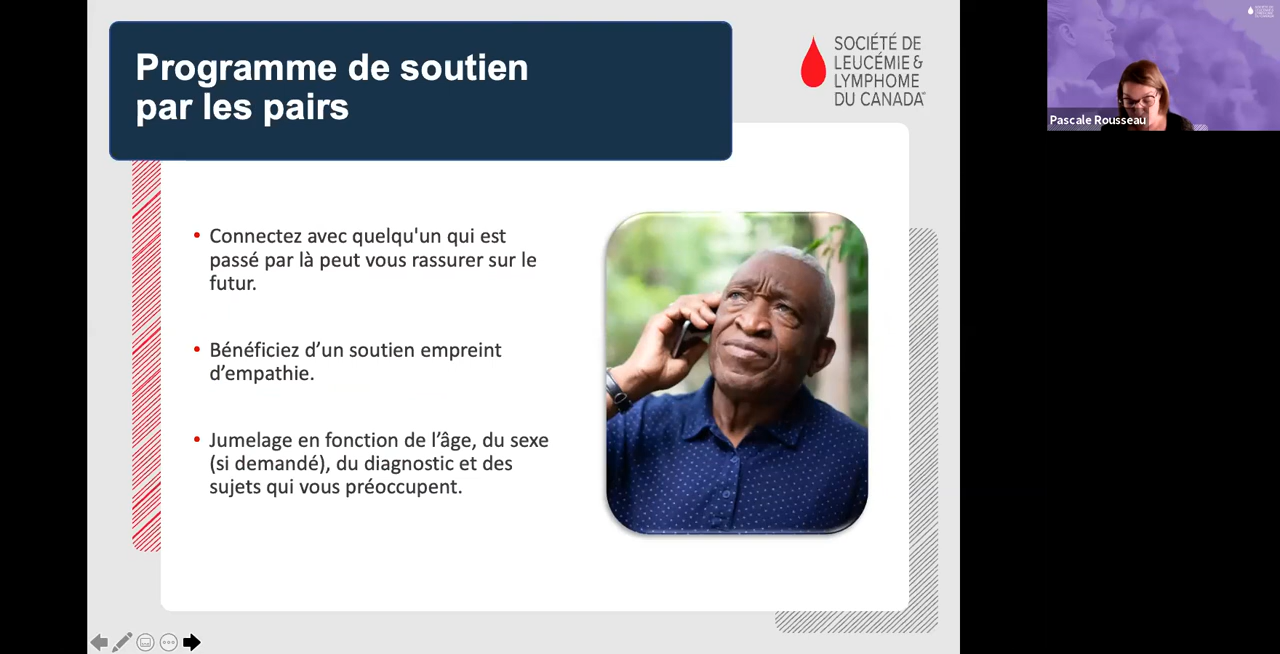 Programme de soutien
par les pairs
SOCIÉTÉ DE
LEUCÉMIE &
LYMPHOME
DU CANADA
• Connectez avec quelqu'un qui est
passé par là peut vous rassurer sur le
futur.
• Bénéficiez d’un soutien empreint
d’empathie.
• Jumelage en fonction de l’âge, du sexe
(si demandé), du diagnostic et des
sujets qui vous préoccupent.
Pascale Rousseau